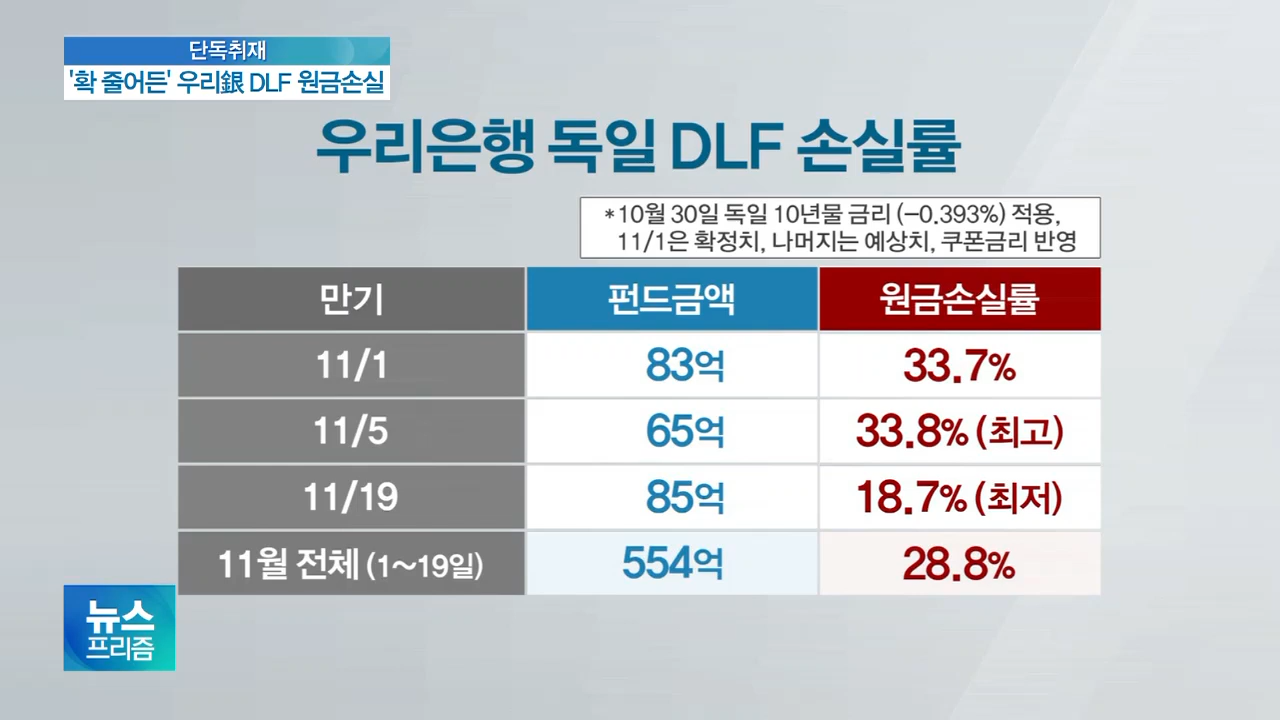 단독취재
'확 줄어든' 우리銀 DLF 원금손실
우리은행 독일 DLF 손실률
*10월 30일 독일 10년물 금리 (-0.393%) 적용,
11/1은 확정치, 나머지는 예상치, 쿠폰금리 반영
만기 펀드금액 원금손실률
11/1 83억 33.7%
11/5 65억 33.8% (최고)
11/19 85억 18.7% (최저)
11월 전체 (1~19일) 554억 28.8%
뉴스
프리즘